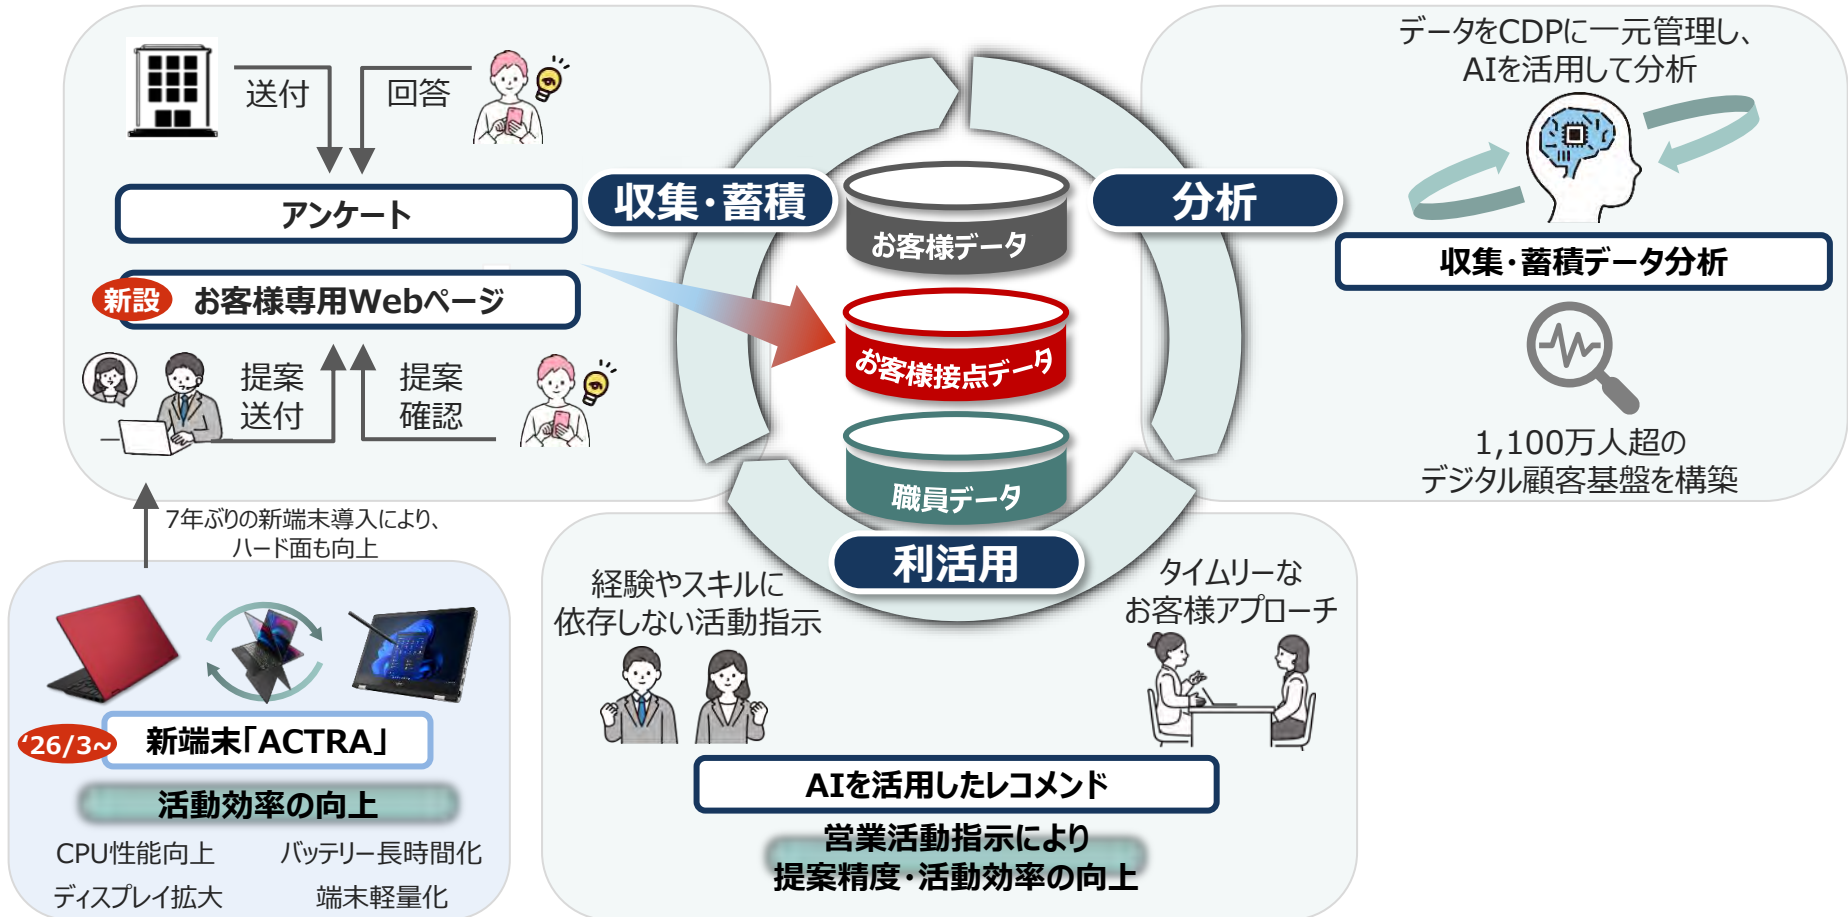 送付
回答
アンケート
新設
お客様専用Webページ
提案
送付
提案
確認
収集・蓄積
お客様データ
お客様接点データ
職員データ
分析
データをCDPに一元管理し、
AIを活用して分析
収集・蓄積データ分析
1,100万人超の
デジタル顧客基盤を構築
7年ぶりの新端末導入により、
ハード面も向上
‘26/3~
新端末「ACTRA」
活動効率の向上
CPU性能向上
バッテリー長時間化
ディスプレイ拡大
端末軽量化
利活用
経験やスキルに
依存しない活動指示
タイムリーな
お客様アプローチ
AIを活用したレコメンド
営業活動指示により
提案精度・活動効率の向上